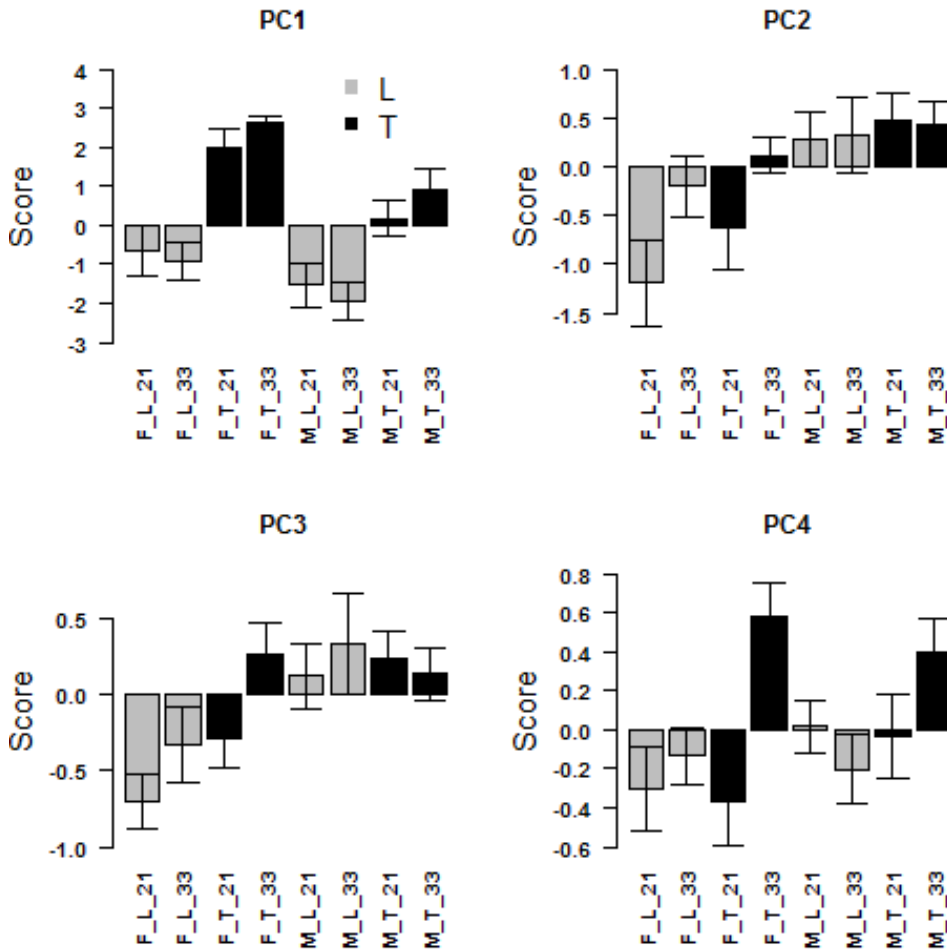 PC1
4
3
2
1
0
-1
-2
-3
Score
L
T
F_L_21
F_L_33
F_T_21
F_T_33
M_L_21
M_L_33
M_T_21
M_T_33
PC2
1.0
0.5
0.0
-0.5
-1.0
-1.5
Score
F_L_21
F_L_33
F_T_21
F_T_33
M_L_21
M_L_33
M_T_21
M_T_33
PC3
0.5
0.0
-0.5
-1.0
Score
F_L_21
F_L_33
F_T_21
F_T_33
M_L_21
M_L_33
M_T_21
M_T_33
PC4
0.8
0.6
0.4
0.2
0.0
-0.2
-0.4
-0.6
Score
F_L_21
F_L_33
F_T_21
F_T_33
M_L_21
M_L_33
M_T_21
M_T_33